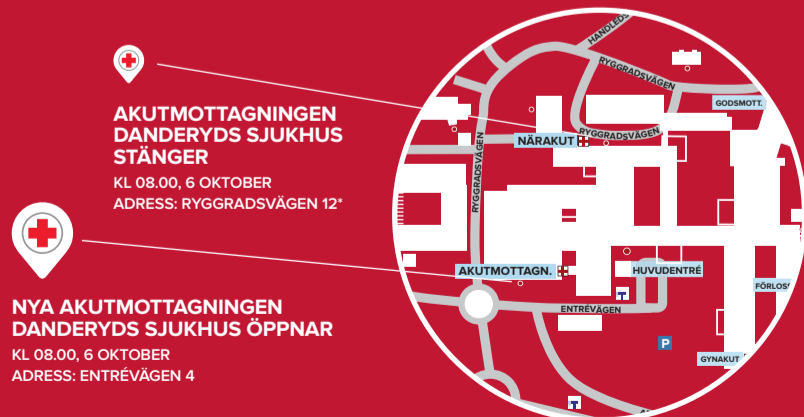 AKUTMOTTAGNINGEN
DANDERYDS SJUKHUS
STÄNGER
KL 08.00, 6 OKTOBER
ADRESS: RYGGRADSVÄGEN 12*
NYA AKUTMOTTAGNINGEN
DANDERYDS SJUKHUS ÖPPNAR
KL 08.00, 6 OKTOBER
ADRESS: ENTRÉVÄGEN 4
RYGGRADSVÄGEN
GODSMOTT.
RYGGRADSVÄGEN
NÄRAKUT
RYGGRADSVÄGEN
AKUTMOTTAGN.
HUVUDENTRÉ
T
ENTRÉVÄGEN
P
GYNAKUT
T